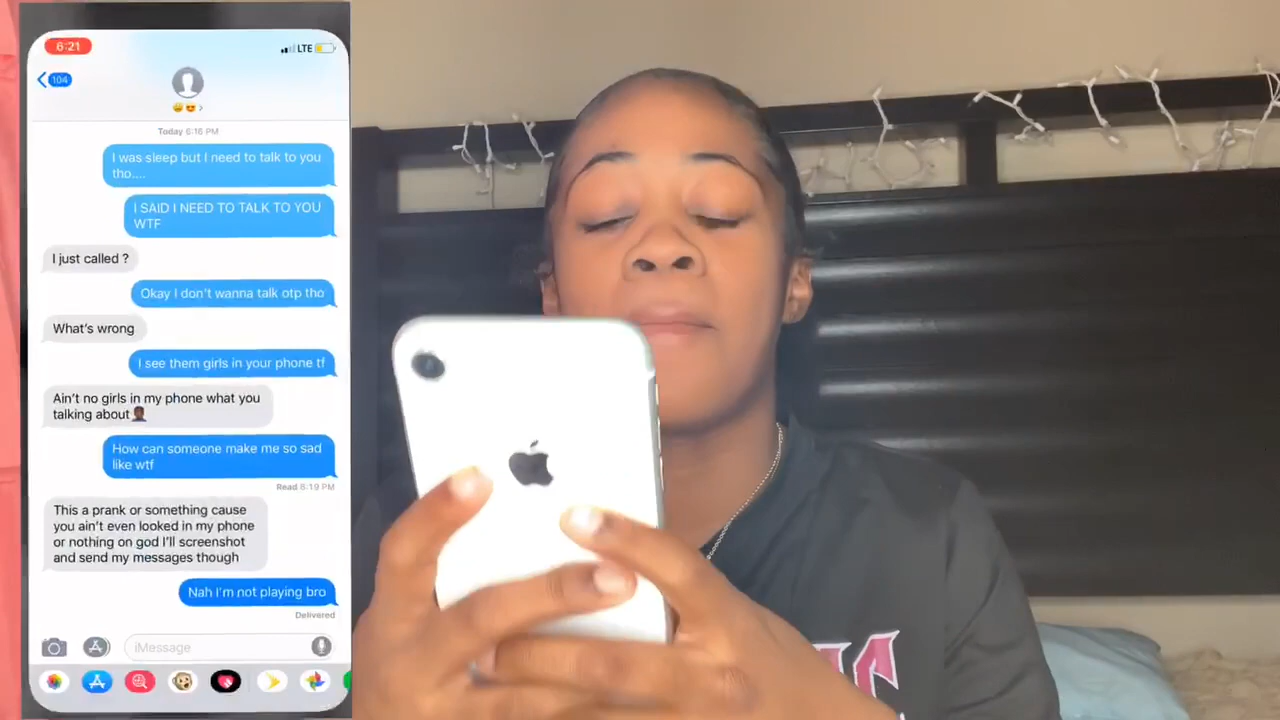 6:21
LTE
104
Today 6:16 PM
I was sleep but I need to talk to you
tho....
I SAID I NEED TO TALK TO YOU
WTF
I just called ?
Okay I don't wanna talk otp tho
What's wrong
I see them girls in your phone tf
Ain't no girls in my phone what you
talking about
How can someone make me so sad
like wtf
Read 6:19 PM
This a prank or something cause
you ain't even looked in my phone
or nothing on god I'll screenshot
and send my messages though
Nah I'm not playing bro
Delivered
iMessage